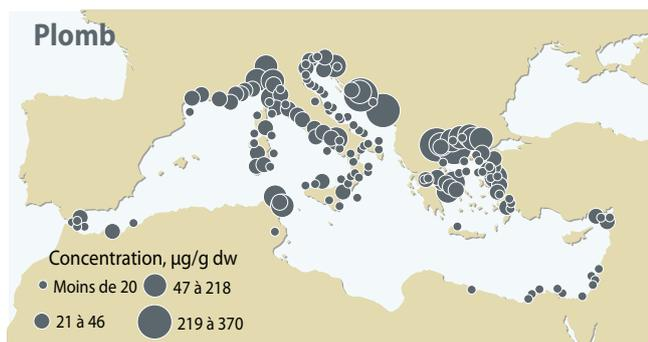 Plomb
Concentration, µg/g dw
Moins de 20
47 à 218
21 à 46
219 à 370